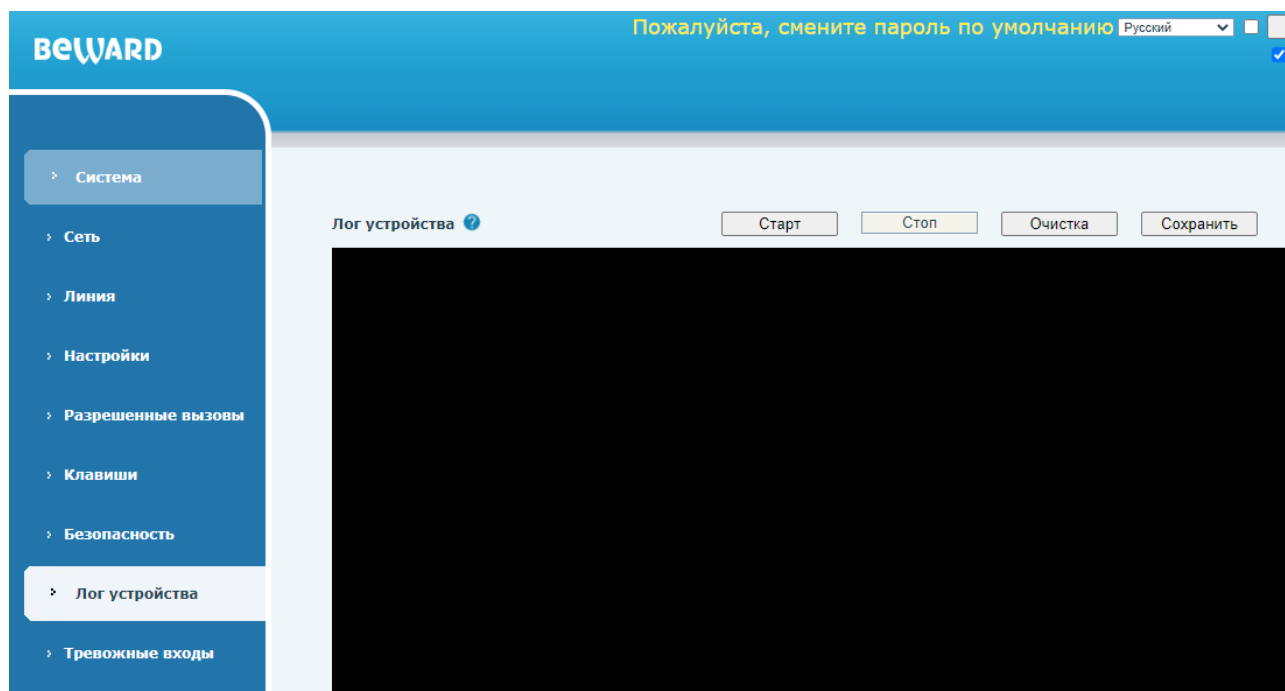 BEWARD
Пожалуйста, смените пароль по умолчанию Русский
Система
Сеть
Линия
Настройки
Разрешенные вызовы
Клавиши
Безопасность
Лог устройства
Тревожные входы
Лог устройства ? Старт Стоп Очистка Сохранить